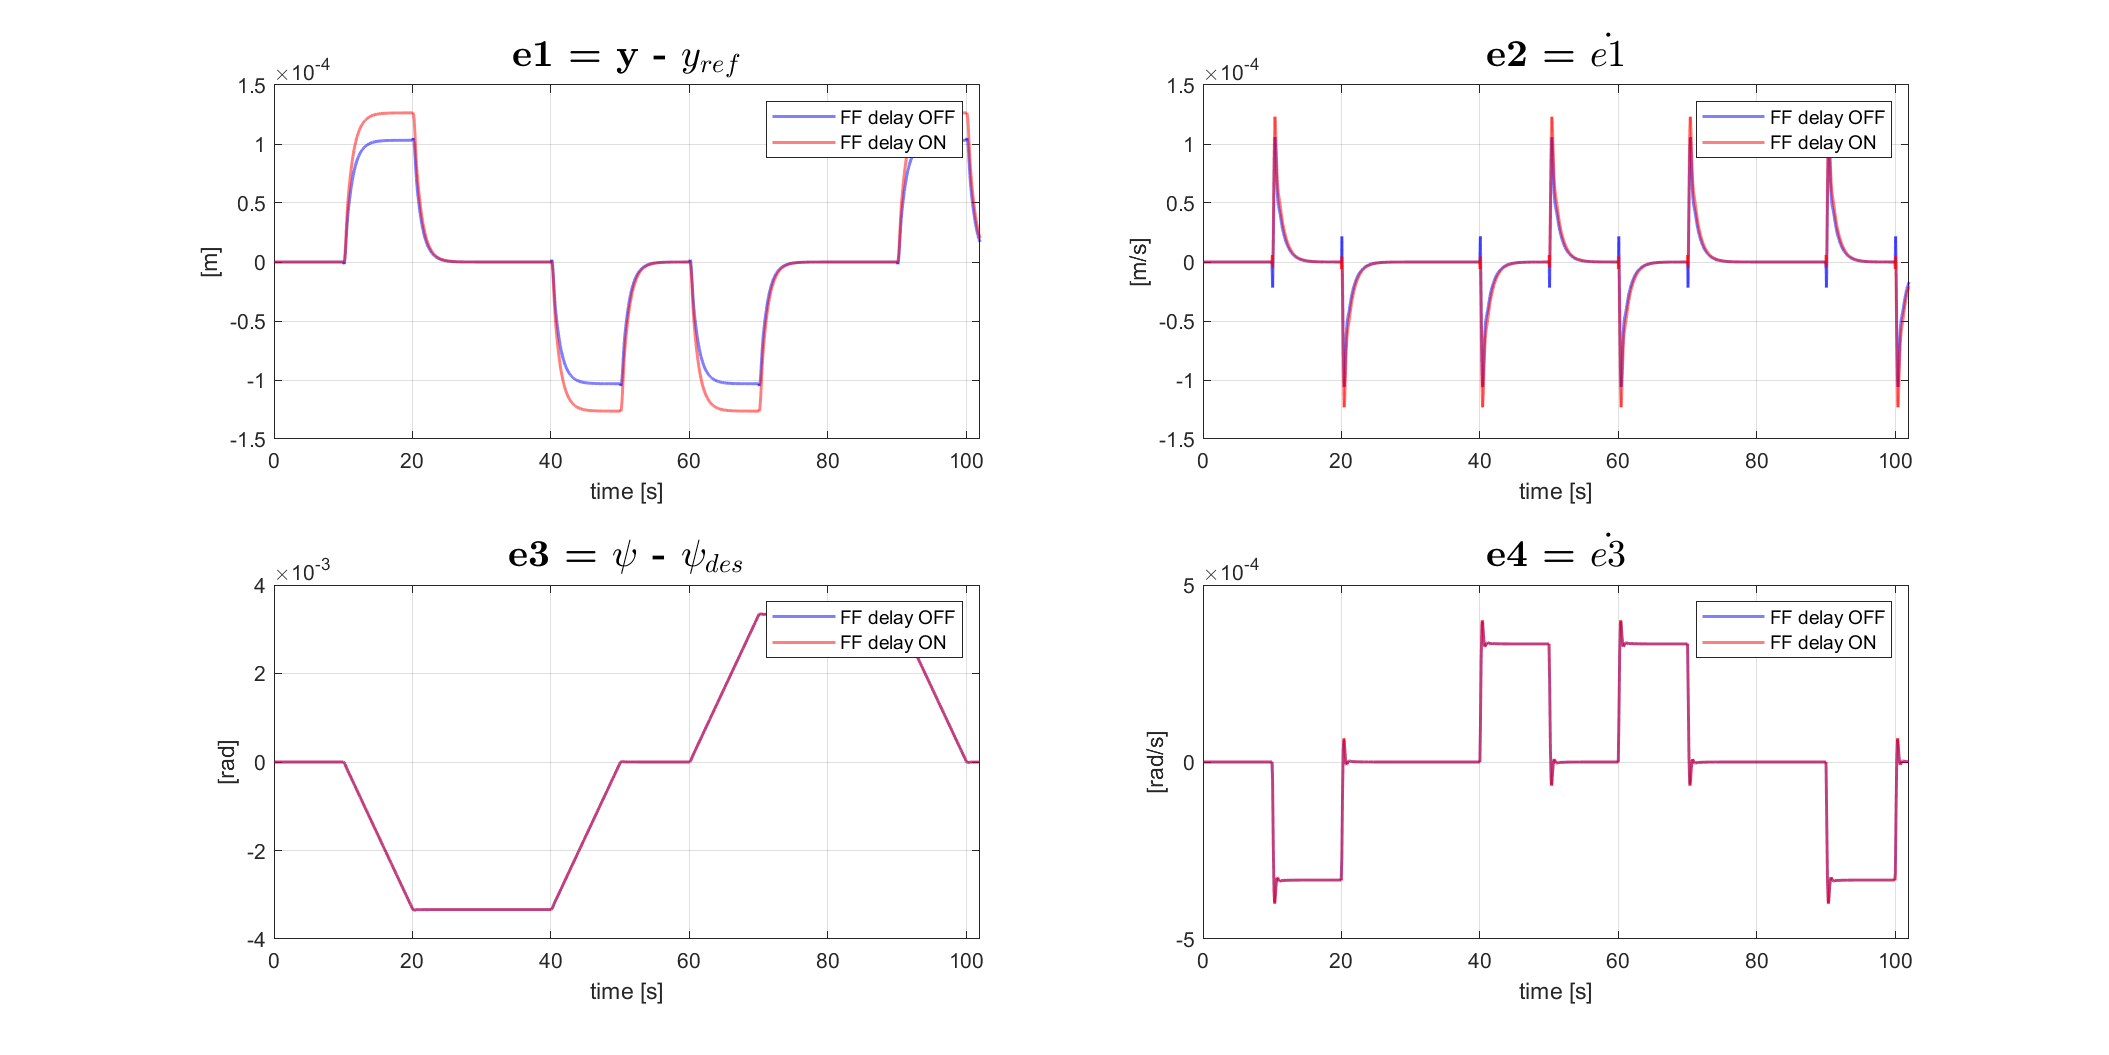 e1 = y - y_ref
×10^-4
1.5
1
0.5
0
-0.5
-1
-1.5
[m]
0 20 40 60 80 100
time [s]
FF delay OFF
FF delay ON
e2 = ė1
×10^-4
1.5
1
0.5
0
-0.5
-1
-1.5
[m/s]
0 20 40 60 80 100
time [s]
FF delay OFF
FF delay ON
e3 = ψ - ψ_des
×10^-3
4
2
0
-2
-4
[rad]
0 20 40 60 80 100
time [s]
FF delay OFF
FF delay ON
e4 = ė3
×10^-4
5
0
-5
[rad/s]
0 20 40 60 80 100
time [s]
FF delay OFF
FF delay ON